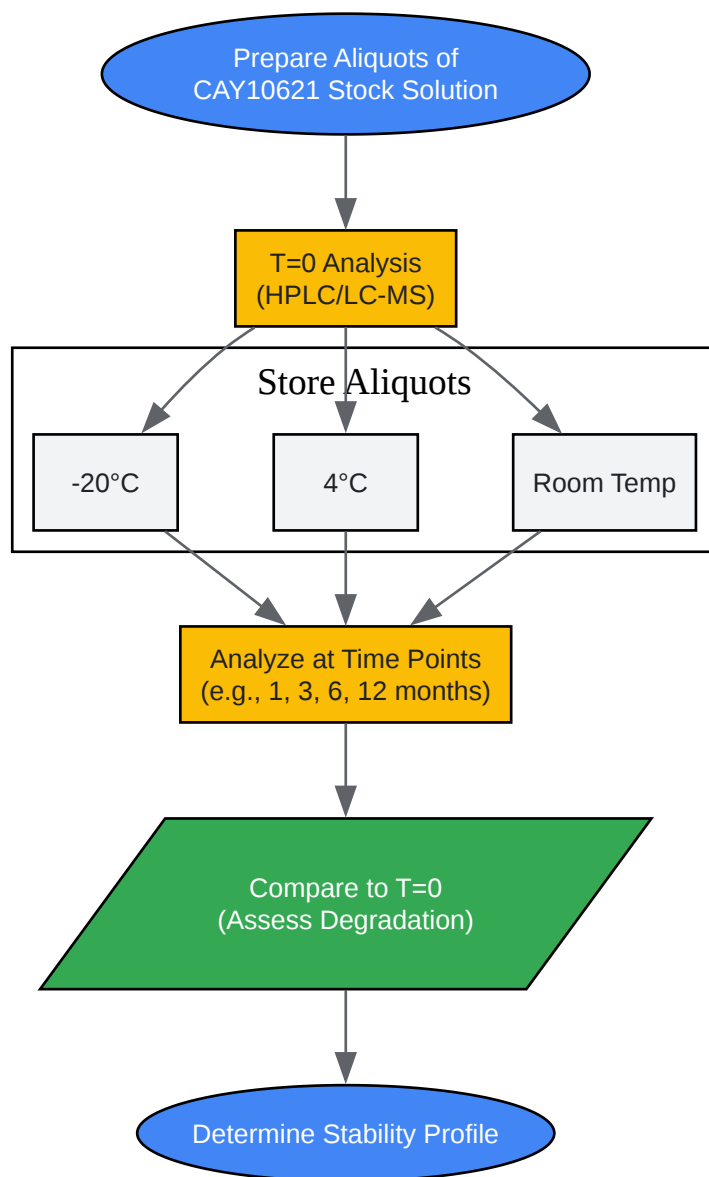 Prepare Aliquots of
CAY10621 Stock Solution
T=0 Analysis
(HPLC/LC-MS)
Store Aliquots
-20°C
4°C
Room Temp
Analyze at Time Points
(e.g., 1, 3, 6, 12 months)
Compare to T=0
(Assess Degradation)
Determine Stability Profile